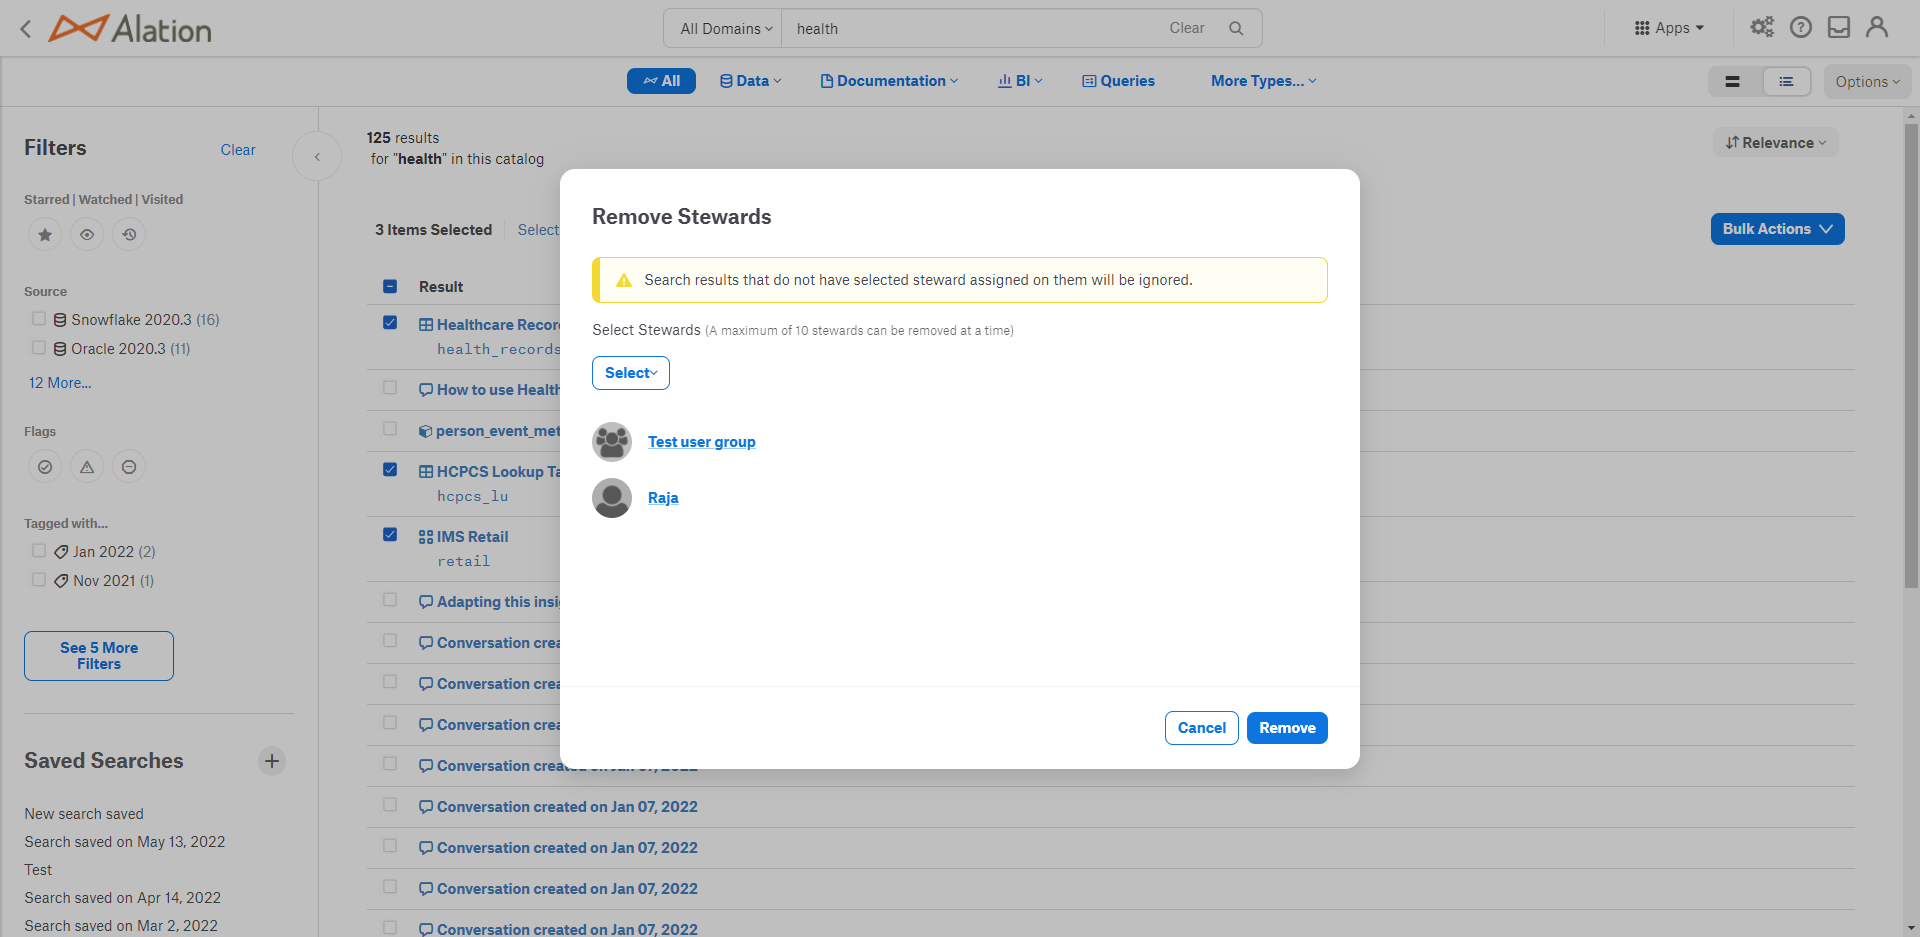 Alation
All Domains
health
Clear
Apps
All
Data
Documentation
BI
Queries
More Types...
Options
Filters
Clear
Starred | Watched | Visited
Source
Snowflake 2020.3 (16)
Oracle 2020.3 (11)
12 More...
Flags
Tagged with...
Jan 2022 (2)
Nov 2021 (1)
See 5 More
Filters
Saved Searches
New search saved
Search saved on May 13, 2022
Test
Search saved on Apr 14, 2022
Search saved on Mar 2, 2022
125 results
for "health" in this catalog
Relevance
3 Items Selected
Select
Bulk Actions
Result
Healthcare Recor
health_records
How to use Health
person_event_met
HCPCS Lookup Ta
hcpcs_lu
IMS Retail
retail
Adapting this insi
Conversation crea
Conversation crea
Conversation crea
Conversation created on Jan 07, 2022
Conversation created on Jan 07, 2022
Conversation created on Jan 07, 2022
Conversation created on Jan 07, 2022
Conversation created on Jan 07, 2022
Remove Stewards
Search results that do not have selected steward assigned on them will be ignored.
Select Stewards (A maximum of 10 stewards can be removed at a time)
Select
Test user group
Raja
Cancel
Remove